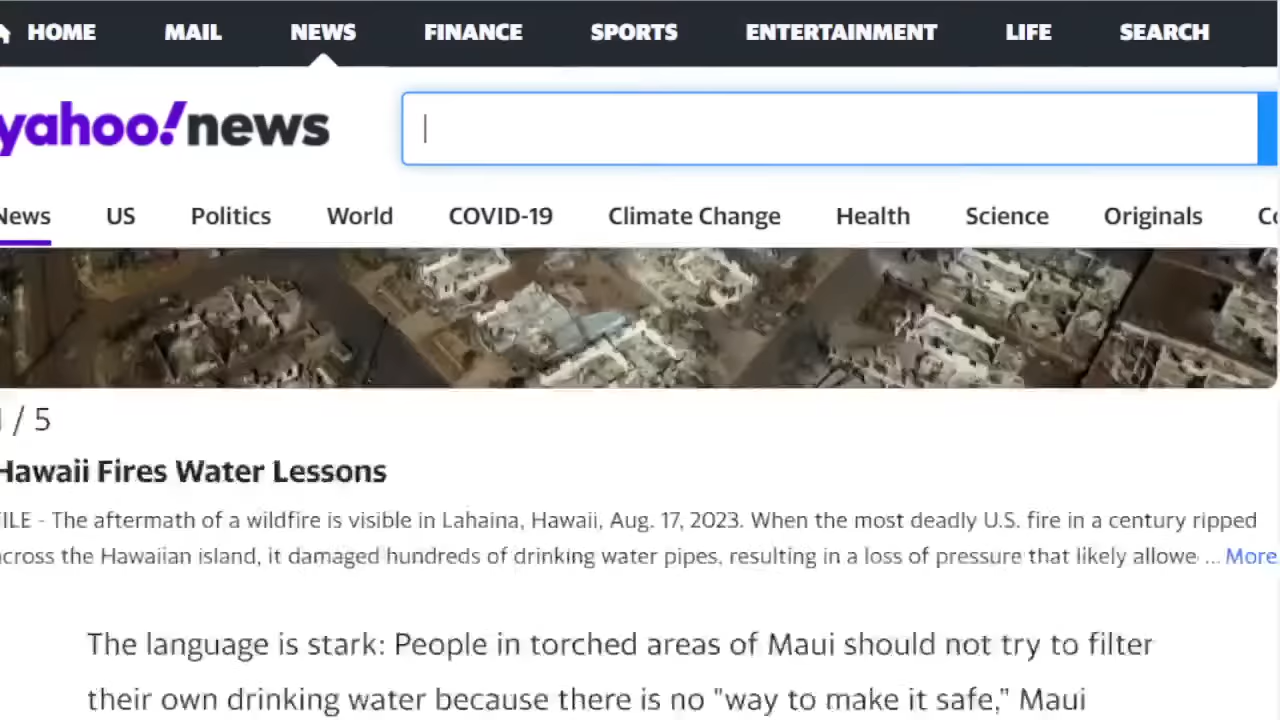 HOME MAIL NEWS FINANCE SPORTS ENTERTAINMENT LIFE SEARCH
yahoo!news
News US Politics World COVID-19 Climate Change Health Science Originals
/ 5
Hawaii Fires Water Lessons
FILE - The aftermath of a wildfire is visible in Lahaina, Hawaii, Aug. 17, 2023. When the most deadly U.S. fire in a century ripped
across the Hawaiian island, it damaged hundreds of drinking water pipes, resulting in a loss of pressure that likely allowe ... More
The language is stark: People in torched areas of Maui should not try to filter
their own drinking water because there is no "way to make it safe," Maui